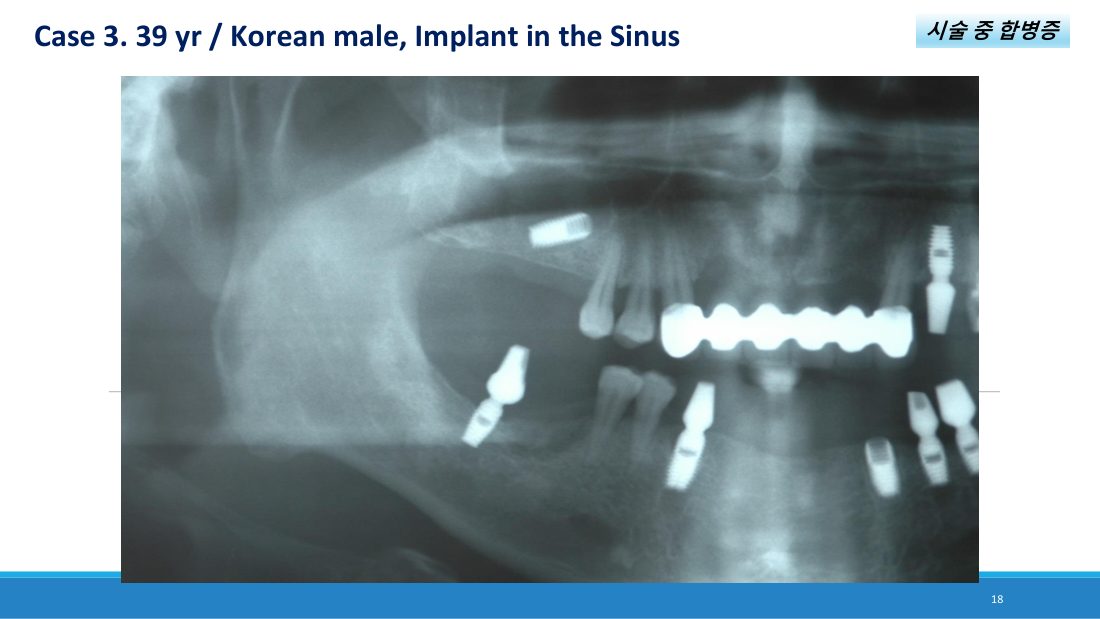 Case 3. 39 yr / Korean male, Implant in the Sinus
시술 중 합병증
18